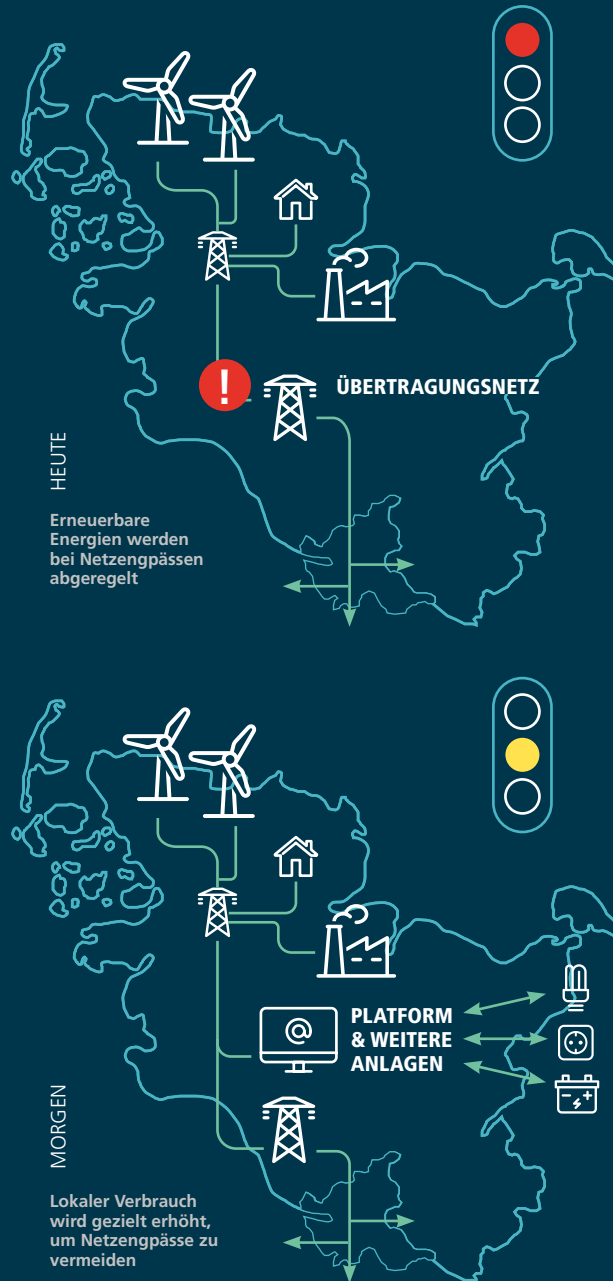 !
ÜBERTRAGUNGSNETZ
HEUTE
Erneuerbare
Energien werden
bei Netzengpässen
abgeregelt
@
PLATFORM
& WEITERE
ANLAGEN
MORGEN
Lokaler Verbrauch
wird gezielt erhöht,
um Netzengpässe zu
vermeiden